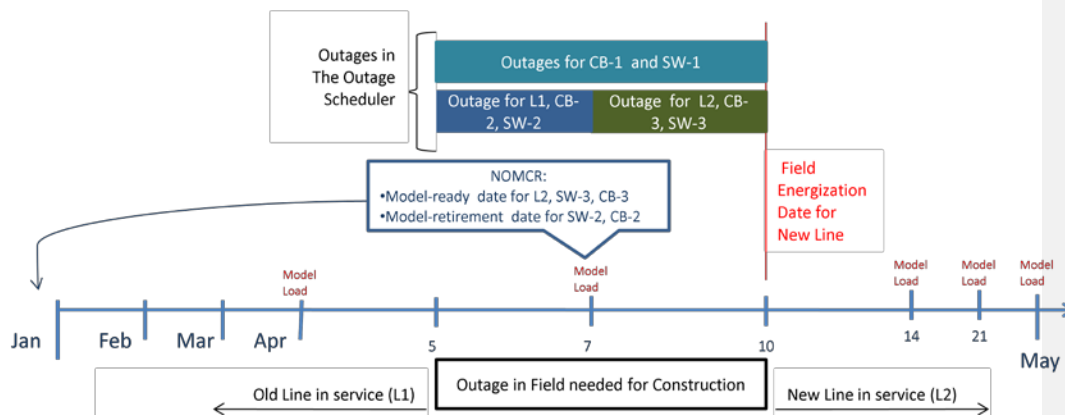 Outages in
The Outage
Scheduler
Outages for CB-1 and SW-1
Outage for L1, CB-
2, SW-2
Outage for L2, CB-
3, SW-3
NOMCR:
•Model-ready date for L2, SW-3, CB-3
•Model-retirement date for SW-2, CB-2
Field
Energization
Date for
New Line
Model
Load
Model
Load
Model
Load
Model
Load
Model
Load
Jan
Feb
Mar
Apr
5
7
10
14
21
May
Old Line in service (L1)
Outage in Field needed for Construction
New Line in service (L2)